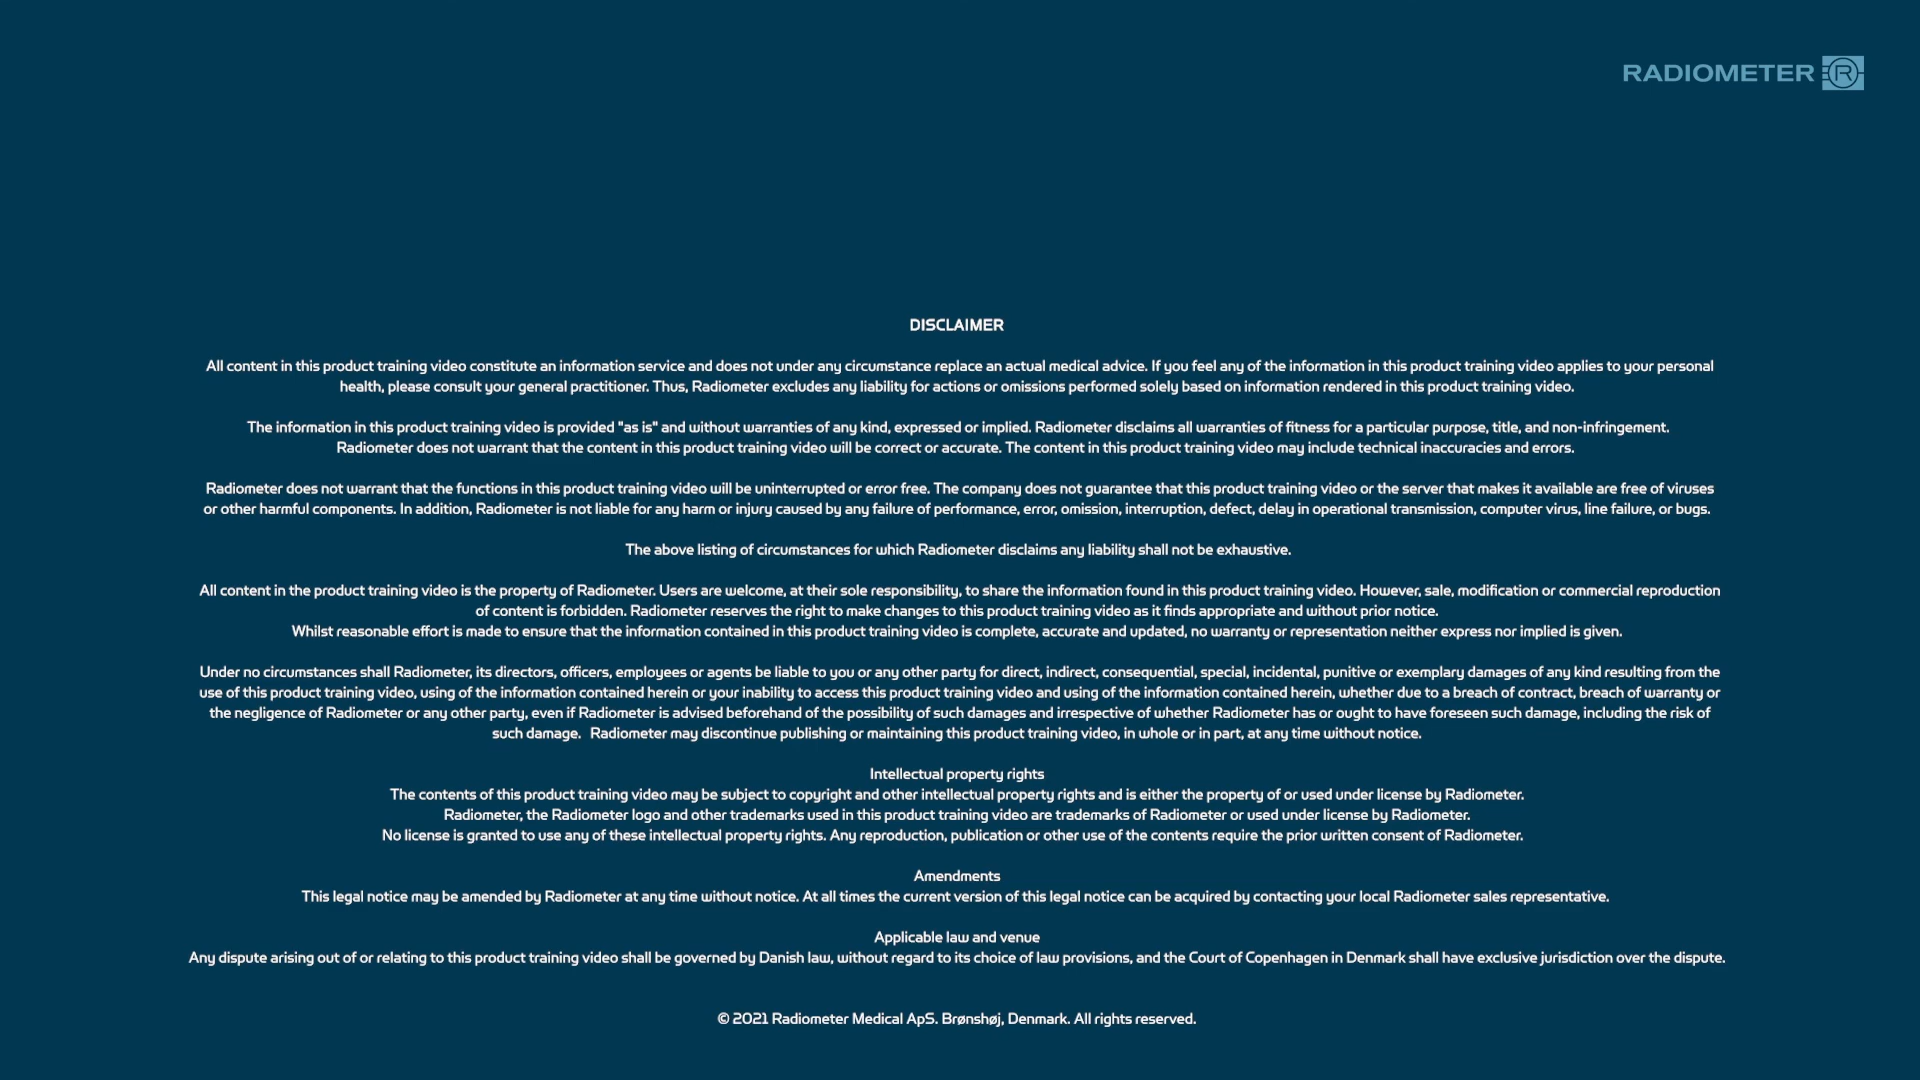 RADIOMETER
DISCLAIMER
All content in this product training video constitute an information service and does not under any circumstance replace an actual medical advice. If you feel any of the information in this product training video applies to your personal
health, please consult your general practitioner. Thus, Radiometer excludes any liability for actions or omissions performed solely based on information rendered in this product training video.
The information in this product training video is provided "as is" and without warranties of any kind, expressed or implied. Radiometer disclaims all warranties of fitness for a particular purpose, title, and non-infringement.
Radiometer does not warrant that the content in this product training video will be correct or accurate. The content in this product training video may include technical inaccuracies and errors.
Radiometer does not warrant that the functions in this product training video will be uninterrupted or error free. The company does not guarantee that this product training video or the server that makes it available are free of viruses
or other harmful components. In addition, Radiometer is not liable for any harm or injury caused by any failure of performance, error, omission, interruption, defect, delay in operational transmission, computer virus, line failure, or bugs.
The above listing of circumstances for which Radiometer disclaims any liability shall not be exhaustive.
All content in the product training video is the property of Radiometer. Users are welcome, at their sole responsibility, to share the information found in this product training video. However, sale, modification or commercial reproduction
of content is forbidden. Radiometer reserves the right to make changes to this product training video as it finds appropriate and without prior notice.
Whilst reasonable effort is made to ensure that the information contained in this product training video is complete, accurate and updated, no warranty or representation neither express nor implied is given.
Under no circumstances shall Radiometer, its directors, officers, employees or agents be liable to you or any other party for direct, indirect, consequential, special, incidental, punitive or exemplary damages of any kind resulting from the
use of this product training video, using of the information contained herein or your inability to access this product training video and using of the information contained herein, whether due to a breach of contract, breach of warranty or
the negligence of Radiometer or any other party, even if Radiometer is advised beforehand of the possibility of such damages and irrespective of whether Radiometer has or ought to have foreseen such damage, including the risk of
such damage. Radiometer may discontinue publishing or maintaining this product training video, in whole or in part, at any time without notice.
Intellectual property rights
The contents of this product training video may be subject to copyright and other intellectual property rights and is either the property of or used under license by Radiometer.
Radiometer, the Radiometer logo and other trademarks used in this product training video are trademarks of Radiometer or used under license by Radiometer.
No license is granted to use any of these intellectual property rights. Any reproduction, publication or other use of the contents require the prior written consent of Radiometer.
Amendments
This legal notice may be amended by Radiometer at any time without notice. At all times the current version of this legal notice can be acquired by contacting your local Radiometer sales representative.
Applicable law and venue
Any dispute arising out of or relating to this product training video shall be governed by Danish law, without regard to its choice of law provisions, and the Court of Copenhagen in Denmark shall have exclusive jurisdiction over the dispute.
© 2021 Radiometer Medical ApS. Brønshøj, Denmark. All rights reserved.